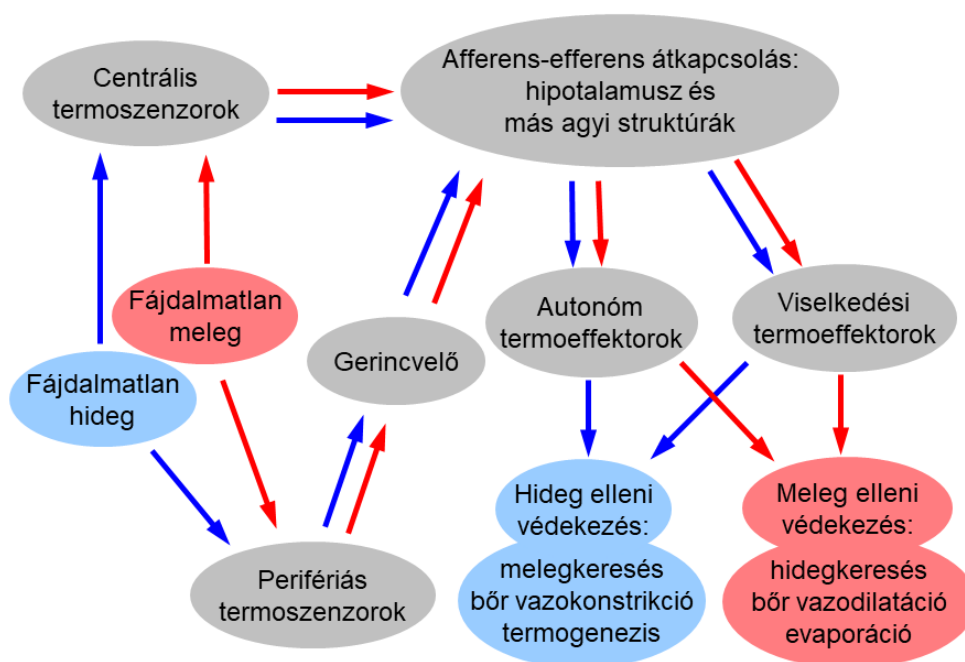 Centrális
termoszenzorok
Afferens-efferens átkapcsolás:
hipotalamusz és
más agyi struktúrák
Fájdalmatlan
meleg
Fájdalmatlan
hideg
Gerincvelő
Autonóm
termoeffektorok
Viselkedési
termoeffektorok
Perifériás
termoszenzorok
Hideg elleni
védekezés:
melegkeresés
bőr vazokonstrikció
termogenezis
Meleg elleni
védekezés:
hidegkeresés
bőr vazodilatáció
evaporáció